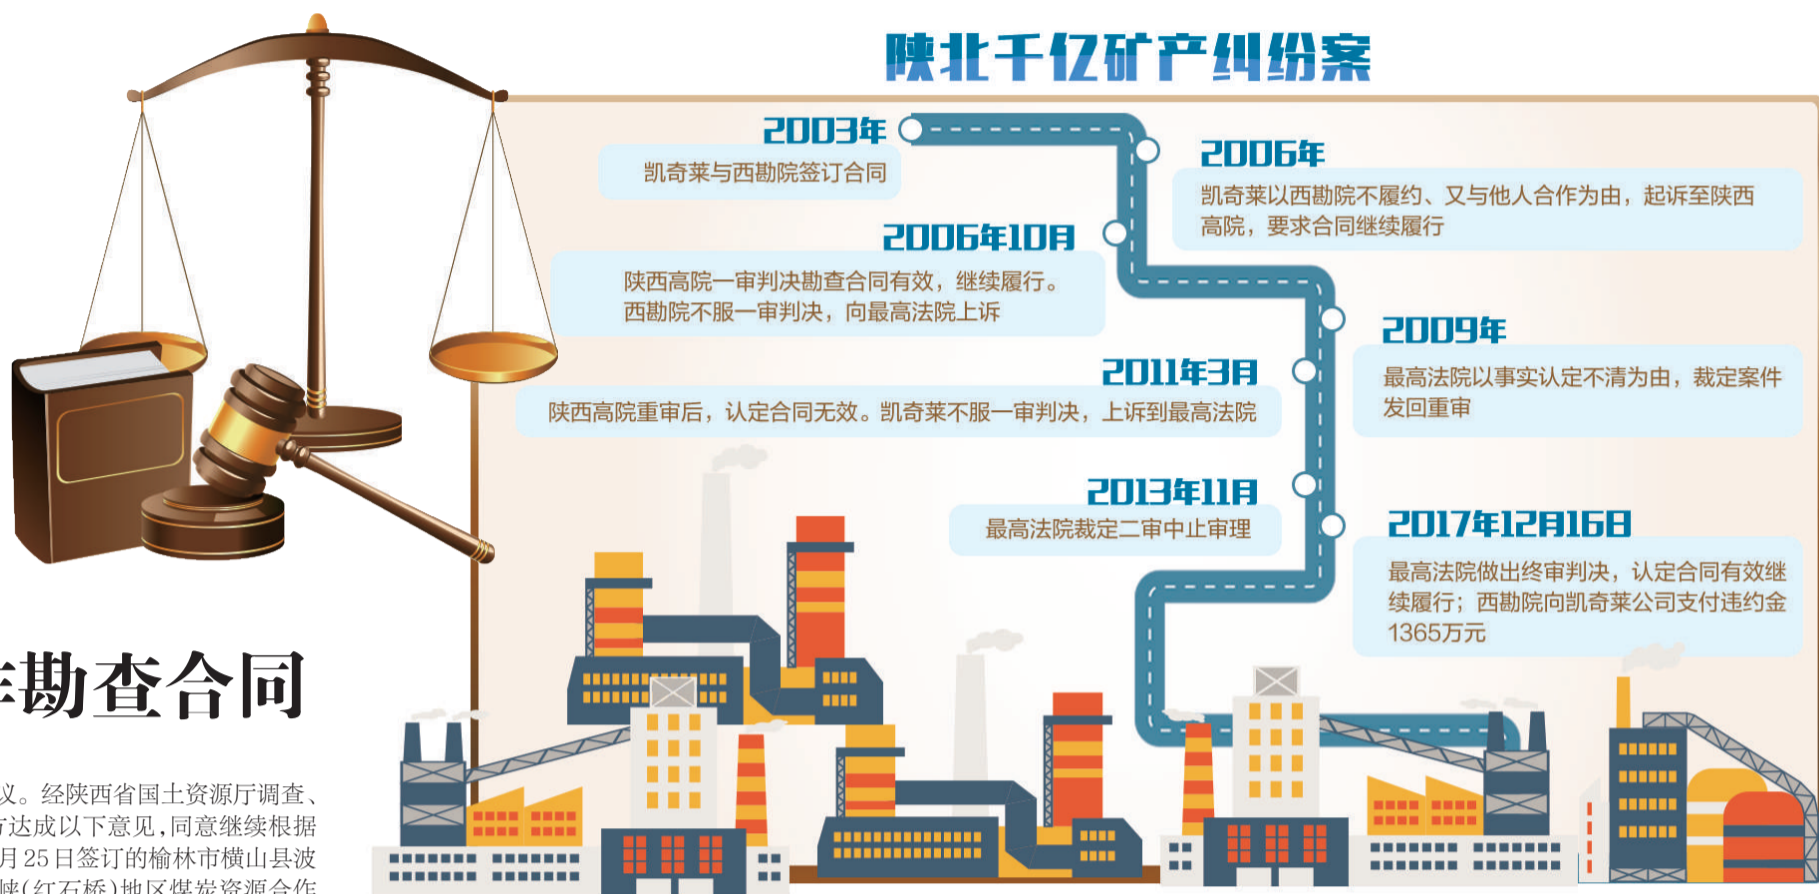 陕北千亿矿产纠纷案
2003年
凯奇莱与西勘院签订合同
2006年
凯奇莱以西勘院不履约、又与他人合作为由，起诉至陕西
高院，要求合同继续履行
2006年10月
陕西高院一审判决勘查合同有效，继续履行。
西勘院不服一审判决，向最高法院上诉
2009年
最高法院以事实认定不清为由，裁定案件
发回重审
2011年3月
陕西高院重审后，认定合同无效。凯奇莱不服一审判决，上诉到最高法院
2013年11月
最高法院裁定二审中止审理
2017年12月16日
最高法院做出终审判决，认定合同有效继
续履行；西勘院向凯奇莱公司支付违约金
1365万元
勘查合同
议。经陕西省国土资源厅调查、
方达成以下意见，同意继续根据
月25日签订的榆林市横山县波
峡(红石桥)地区煤炭资源合作